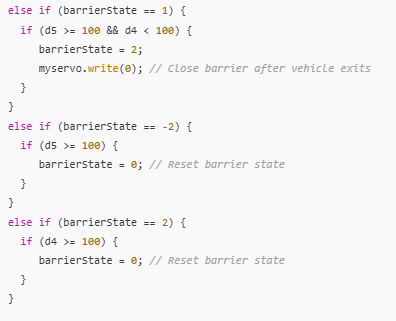 else if (barrierState == 1) {
  if (d5 >= 100 && d4 < 100) {
     barrierState = 2;
     myservo.write(0); // Close barrier after vehicle exits
  }
}
else if (barrierState == -2) {
  if (d5 >= 100) {
     barrierState = 0; // Reset barrier state
  }
}
else if (barrierState == 2) {
  if (d4 >= 100) {
     barrierState = 0; // Reset barrier state
  }
}